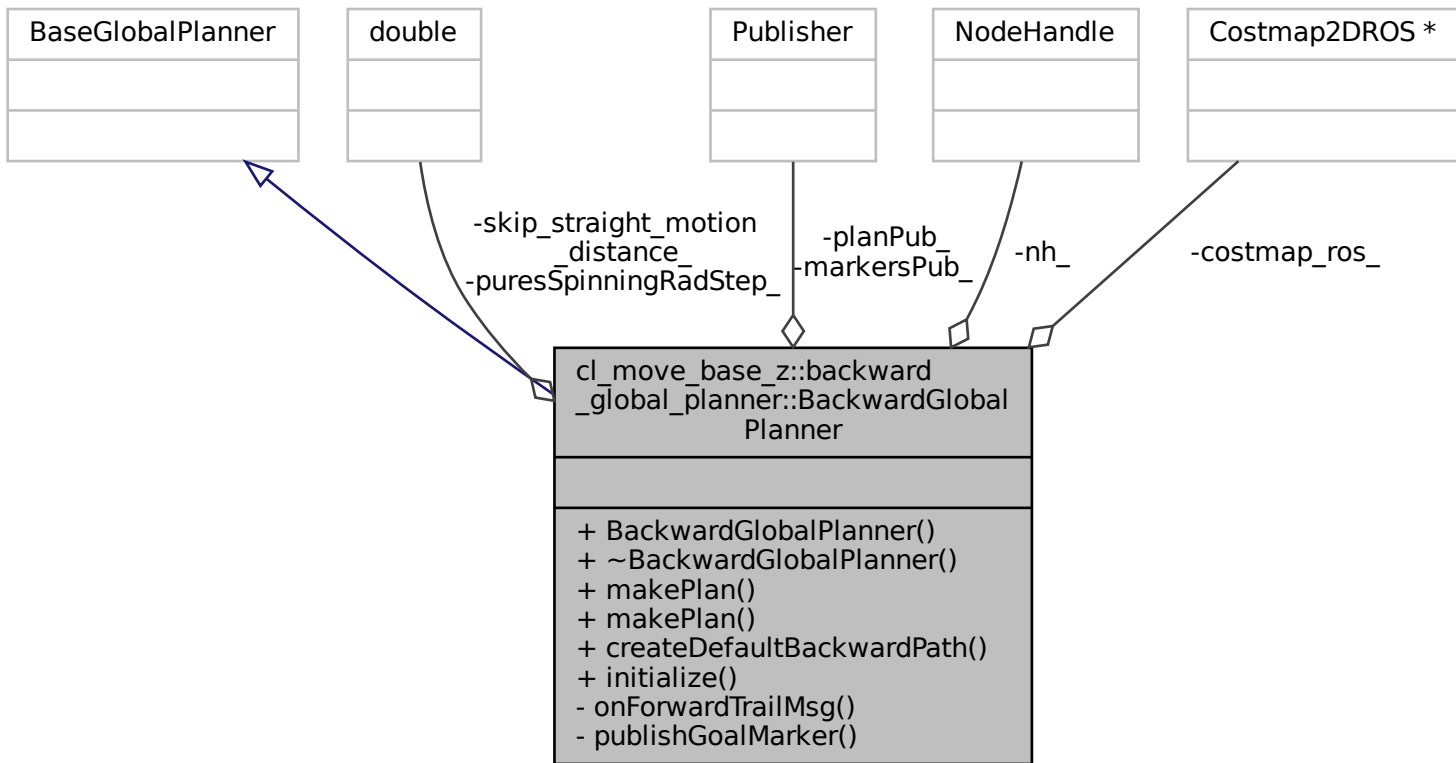 BaseGlobalPlanner
double
Publisher
NodeHandle
Costmap2DROS *
-skip_straight_motion
_distance_
-puresSpinningRadStep_
-planPub_
-markersPub_
-nh_
-costmap_ros_
cl_move_base_z::backward
_global_planner::BackwardGlobal
Planner
+ BackwardGlobalPlanner()
+ ~BackwardGlobalPlanner()
+ makePlan()
+ makePlan()
+ createDefaultBackwardPath()
+ initialize()
- onForwardTrailMsg()
- publishGoalMarker()